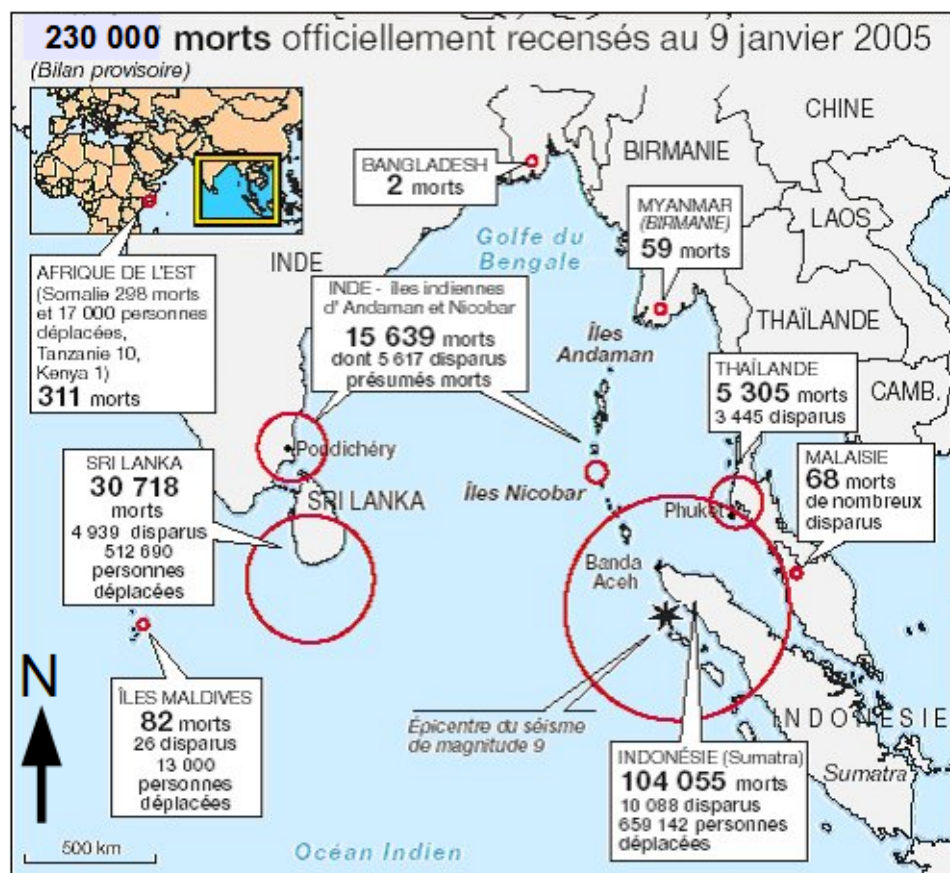 230 000 morts officiellement recensés au 9 janvier 2005
(Bilan provisoire)
CHINE
BANGLADESH
2 morts
BIRMANIE
MYANMAR
(BIRMANIE)
59 morts
LAOS
Golfe du
Bengale
INDE
AFRIQUE DE L'EST
(Somalie 298 morts
et 17 000 personnes
déplacées,
Tanzanie 10,
Kenya 1)
311 morts
INDE - îles indiennes
d' Andaman et Nicobar
15 639 morts
dont 5 617 disparus
présumés morts
Îles
Andaman
THAÏLANDE
THAÏLANDE
5 305 morts
3 445 disparus
CAMB.
Pondichéry
SRI LANKA
30 718
morts
4 939 disparus
512 690
personnes
déplacées
SRI LANKA
Îles Nicobar
Phuket
MALAISIE
68 morts
de nombreux
disparus
Banda
Aceh
N
ÎLES MALDIVES
82 morts
26 disparus
13 000
personnes
déplacées
Épicentre du séisme
de magnitude 9
INDONÉSIE
INDONÉSIE (Sumatra)
104 055 morts
10 088 disparus
659 142 personnes
déplacées
Sumatra
500 km
Océan Indien